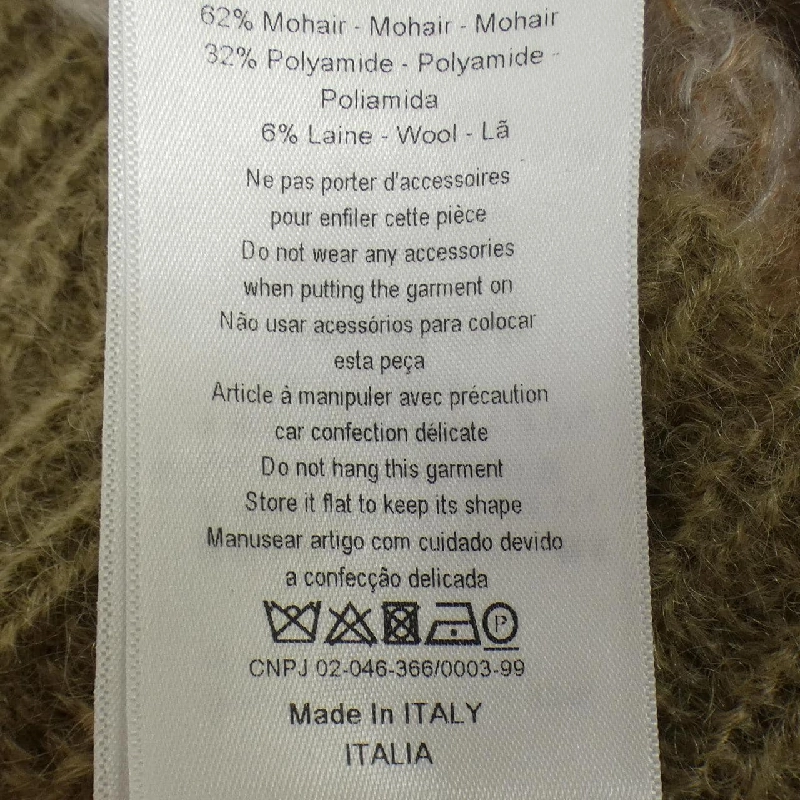 62% Mohair - Mohair - Mohair
32% Polyamide - Polyamide -
Poliamida
6% Laine - Wool - Lã
Ne pas porter d'accessoires
pour enfiler cette pièce
Do not wear any accessories
when putting the garment on
Não usar acessórios para colocar
esta peça
Article à manipuler avec précaution
car confection délicate
Do not hang this garment
Store it flat to keep its shape
Manusear artigo com cuidado devido
a confecção delicada
P
CNPJ 02-046-366/0003-99
Made In ITALY
ITALIA